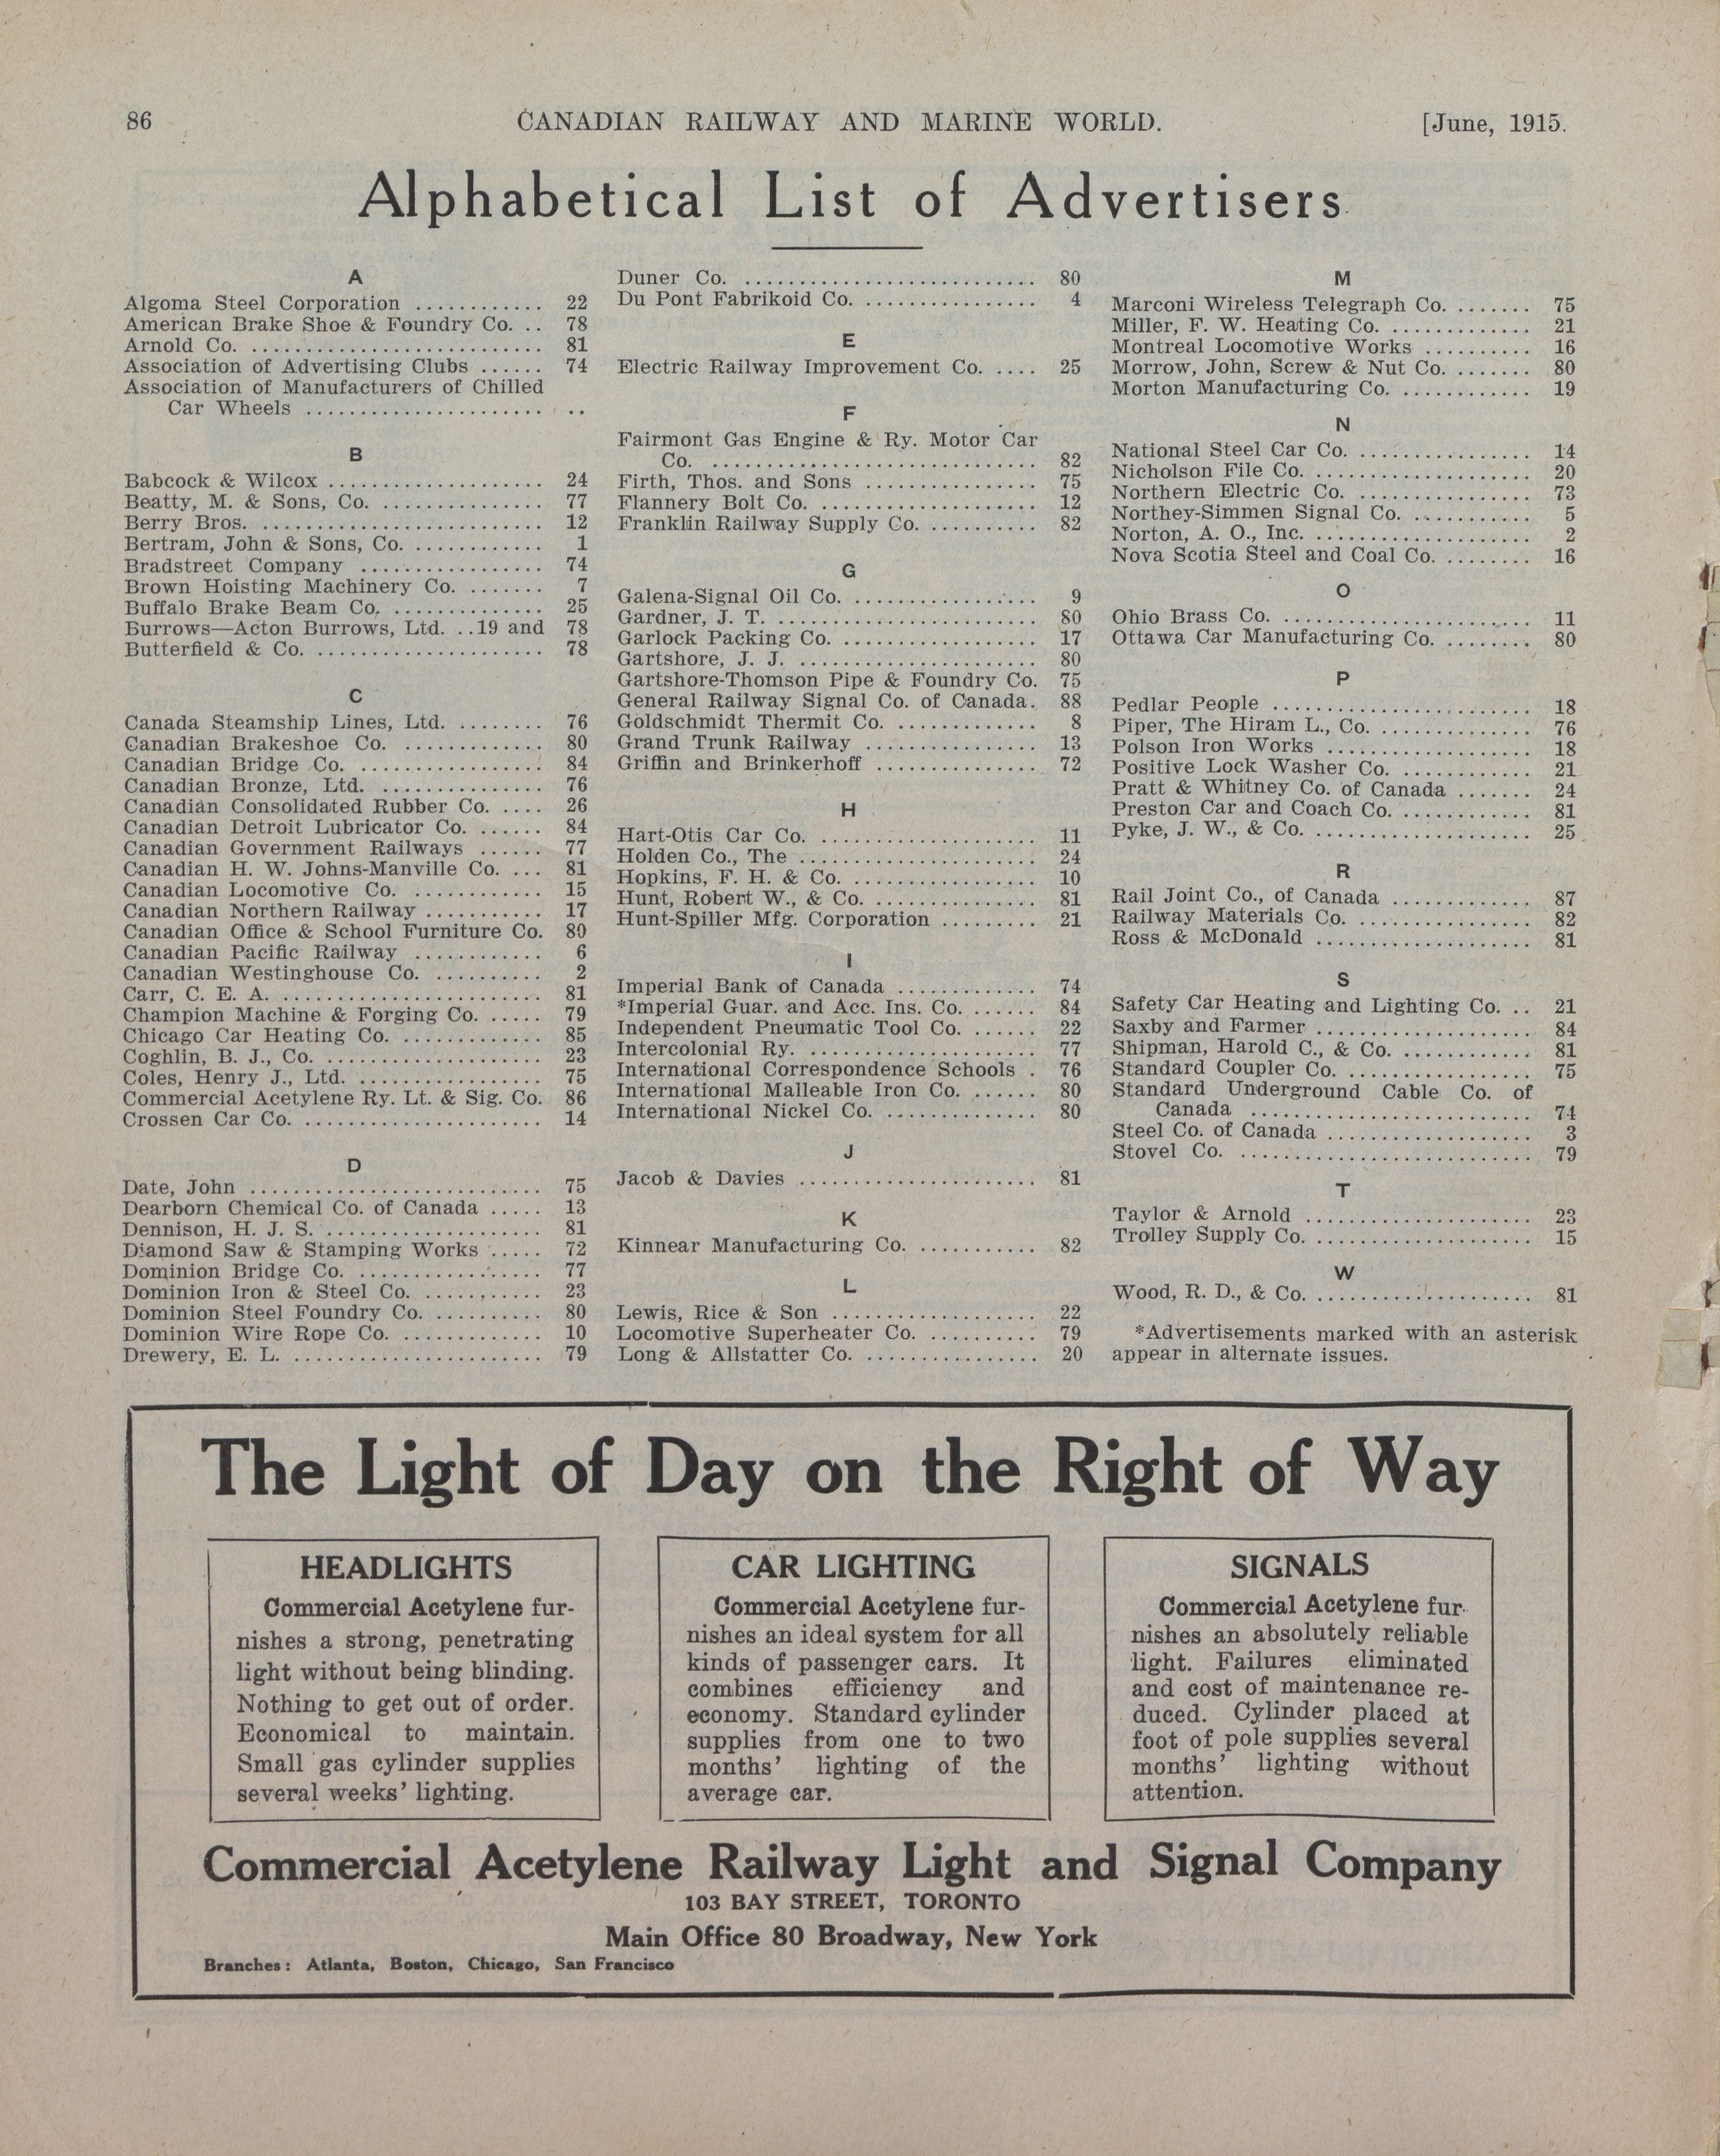 86
CANADIAN RAILWAY AND MARINE WORLD.
[June, 1915.
Alphabetical List of Advertisers
A
Algoma Steel Corporation ............ 22
American Brake Shoe & Foundry Co. .. 78
Arnold Co. ........................... 81
Association of Advertising Clubs ...... 74
Association of Manufacturers of Chilled
Car Wheels ...................... ..
B
Babcock & Wilcox .................... 24
Beatty, M. & Sons, Co. ............... 77
Berry Bros. .......................... 12
Bertram, John & Sons, Co. ............ 1
Bradstreet Company ................. 74
Brown Hoisting Machinery Co. ....... 7
Buffalo Brake Beam Co. .............. 25
Burrows—Acton Burrows, Ltd. ..19 and 78
Butterfield & Co. ..................... 78
C
Canada Steamship Lines, Ltd. ........ 76
Canadian Brakeshoe Co. ............. 80
Canadian Bridge Co. ................. 84
Canadian Bronze, Ltd. ............... 76
Canadian Consolidated Rubber Co. .... 26
Canadian Detroit Lubricator Co. ...... 84
Canadian Government Railways ...... 77
Canadian H. W. Johns-Manville Co. ... 81
Canadian Locomotive Co. ............ 15
Canadian Northern Railway ........... 17
Canadian Office & School Furniture Co. 80
Canadian Pacific Railway ............ 6
Canadian Westinghouse Co. .......... 2
Carr, C. E. A. ........................ 81
Champion Machine & Forging Co. ..... 79
Chicago Car Heating Co. ............. 85
Coghlin, B. J., Co. .................... 23
Coles, Henry J., Ltd. ................. 75
Commercial Acetylene Ry. Lt. & Sig. Co. 86
Crossen Car Co. ...................... 14
D
Date, John ........................... 75
Dearborn Chemical Co. of Canada ..... 13
Dennison, H. J. S. .................... 81
Diamond Saw & Stamping Works ..... 72
Dominion Bridge Co. ................. 77
Dominion Iron & Steel Co. ............ 23
Dominion Steel Foundry Co. .......... 80
Dominion Wire Rope Co. ............. 10
Drewery, E. L. ....................... 79
Duner Co. ........................... 80
Du Pont Fabrikoid Co. ................ 4
E
Electric Railway Improvement Co. .... 25
F
Fairmont Gas Engine & Ry. Motor Car
Co. .............................. 82
Firth, Thos. and Sons ................ 75
Flannery Bolt Co. .................... 12
Franklin Railway Supply Co. .......... 82
G
Galena-Signal Oil Co. ................. 9
Gardner, J. T. ........................ 80
Garlock Packing Co. .................. 17
Gartshore, J. J. ...................... 80
Gartshore-Thomson Pipe & Foundry Co. 75
General Railway Signal Co. of Canada. 88
Goldschmidt Thermit Co. ............. 8
Grand Trunk Railway ................ 13
Griffin and Brinkerhoff ............... 72
H
Hart-Otis Car Co. .................... 11
Holden Co., The ...................... 24
Hopkins, F. H. & Co. ................. 10
Hunt, Robert W., & Co. ............... 81
Hunt-Spiller Mfg. Corporation ......... 21
I
Imperial Bank of Canada ............. 74
*Imperial Guar. and Acc. Ins. Co. ...... 84
Independent Pneumatic Tool Co. ...... 22
Intercolonial Ry. ..................... 77
International Correspondence Schools . 76
International Malleable Iron Co. ...... 80
International Nickel Co. .............. 80
J
Jacob & Davies ...................... 81
K
Kinnear Manufacturing Co. ........... 82
L
Lewis, Rice & Son ................... 22
Locomotive Superheater Co. .......... 79
Long & Allstatter Co. ................ 20
M
Marconi Wireless Telegraph Co. ....... 75
Miller, F. W. Heating Co. ............. 21
Montreal Locomotive Works .......... 16
Morrow, John, Screw & Nut Co. ....... 80
Morton Manufacturing Co. ............ 19
N
National Steel Car Co. ................ 14
Nicholson File Co. .................... 20
Northern Electric Co. ................ 73
Northey-Simmen Signal Co. ........... 5
Norton, A. O., Inc. .................... 2
Nova Scotia Steel and Coal Co. ........ 16
O
Ohio Brass Co. ....................... 11
Ottawa Car Manufacturing Co. ........ 80
P
Pedlar People ........................ 18
Piper, The Hiram L., Co. .............. 76
Polson Iron Works ................... 18
Positive Lock Washer Co. ............ 21
Pratt & Whitney Co. of Canada ....... 24
Preston Car and Coach Co. ............ 81
Pyke, J. W., & Co. .................... 25
R
Rail Joint Co., of Canada ............. 87
Railway Materials Co. ................ 82
Ross & McDonald .................... 81
S
Safety Car Heating and Lighting Co. .. 21
Saxby and Farmer .................... 84
Shipman, Harold C., & Co. ............ 81
Standard Coupler Co. ................. 75
Standard Underground Cable Co. of
Canada .......................... 74
Steel Co. of Canada ................... 3
Stovel Co. ........................... 79
T
Taylor & Arnold ..................... 23
Trolley Supply Co. .................... 15
W
Wood, R. D., & Co. .................... 81
*Advertisements marked with an asterisk
appear in alternate issues.
The Light of Day on the Right of Way
HEADLIGHTS
Commercial Acetylene fur-
nishes a strong, penetrating
light without being blinding.
Nothing to get out of order.
Economical to maintain.
Small gas cylinder supplies
several weeks' lighting.
CAR LIGHTING
Commercial Acetylene fur-
nishes an ideal system for all
kinds of passenger cars. It
combines efficiency and
economy. Standard cylinder
supplies from one to two
months' lighting of the
average car.
SIGNALS
Commercial Acetylene fur-
nishes an absolutely reliable
light. Failures eliminated
and cost of maintenance re-
duced. Cylinder placed at
foot of pole supplies several
months' lighting without
attention.
Commercial Acetylene Railway Light and Signal Company
103 BAY STREET, TORONTO
Main Office 80 Broadway, New York
Branches: Atlanta, Boston, Chicago, San Francisco